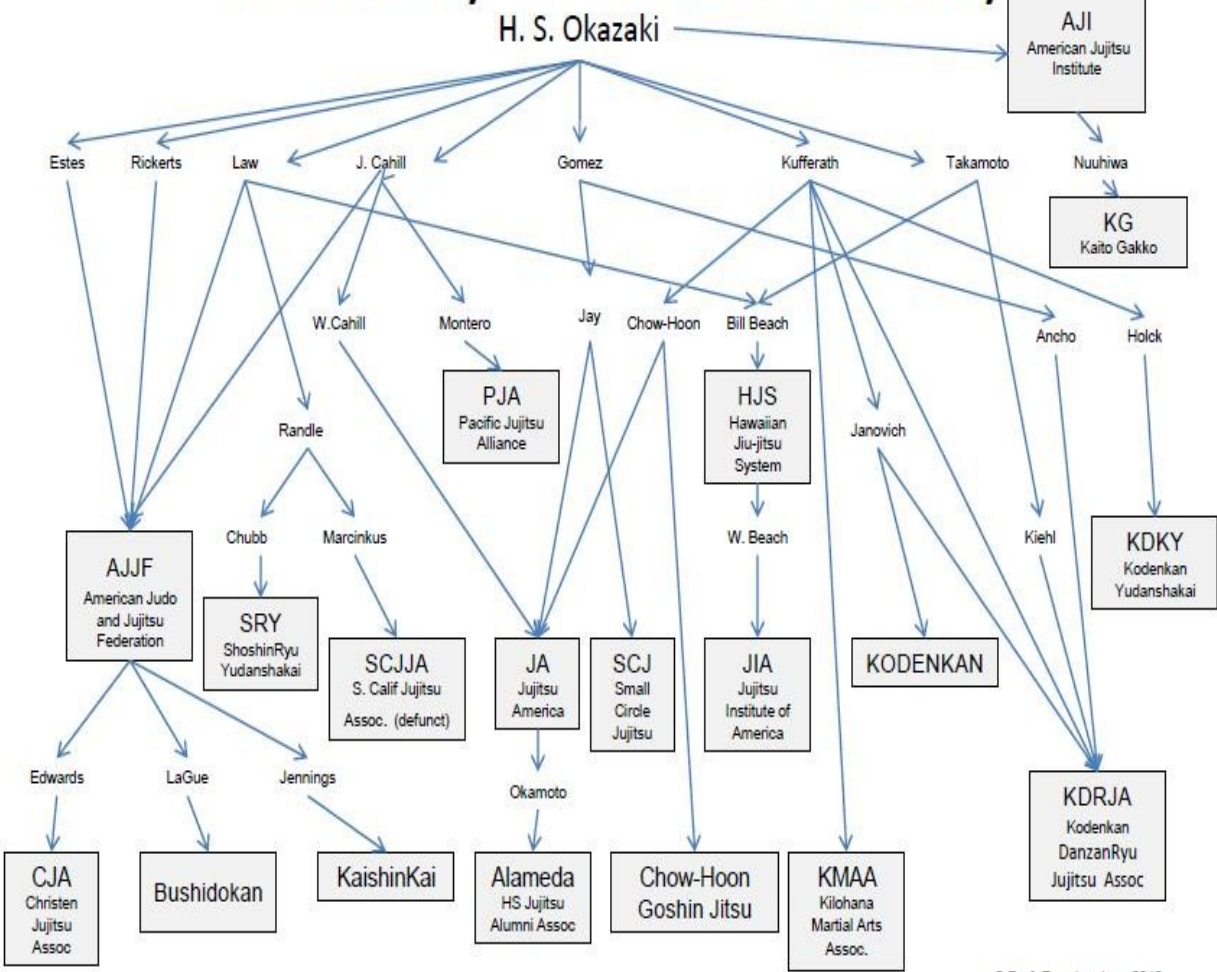 H. S. Okazaki
AJI
American Jujitsu
Institute
Estes
Rickerts
Law
J. Cahill
Gomez
Kufferath
Takamoto
Nuuhiwa
KG
Kaito Gakko
W.Cahill
Montero
Jay
Chow-Hoon
Bill Beach
Ancho
Holck
PJA
Pacific Jujitsu
Alliance
HJS
Hawaiian
Jiu-jitsu
System
Randle
Janovich
Chubb
Marcinkus
W. Beach
Kiehl
KDKY
Kodenkan
Yudanshakai
AJJF
American Judo
and Jujitsu
Federation
SRY
ShoshinRyu
Yudanshakai
SCJJA
S. Calif Jujitsu
Assoc. (defunct)
JA
Jujitsu
America
SCJ
Small
Circle
Jujitsu
JIA
Jujitsu
Institute of
America
KODENKAN
Edwards
LaGue
Jennings
Okamoto
KDRJA
Kodenkan
DanzanRyu
Jujitsu Assoc
CJA
Christen
Jujitsu
Assoc
Bushidokan
KaishinKai
Alameda
HS Jujitsu
Alumni Assoc
Chow-Hoon
Goshin Jitsu
KMAA
Kilohana
Martial Arts
Assoc.